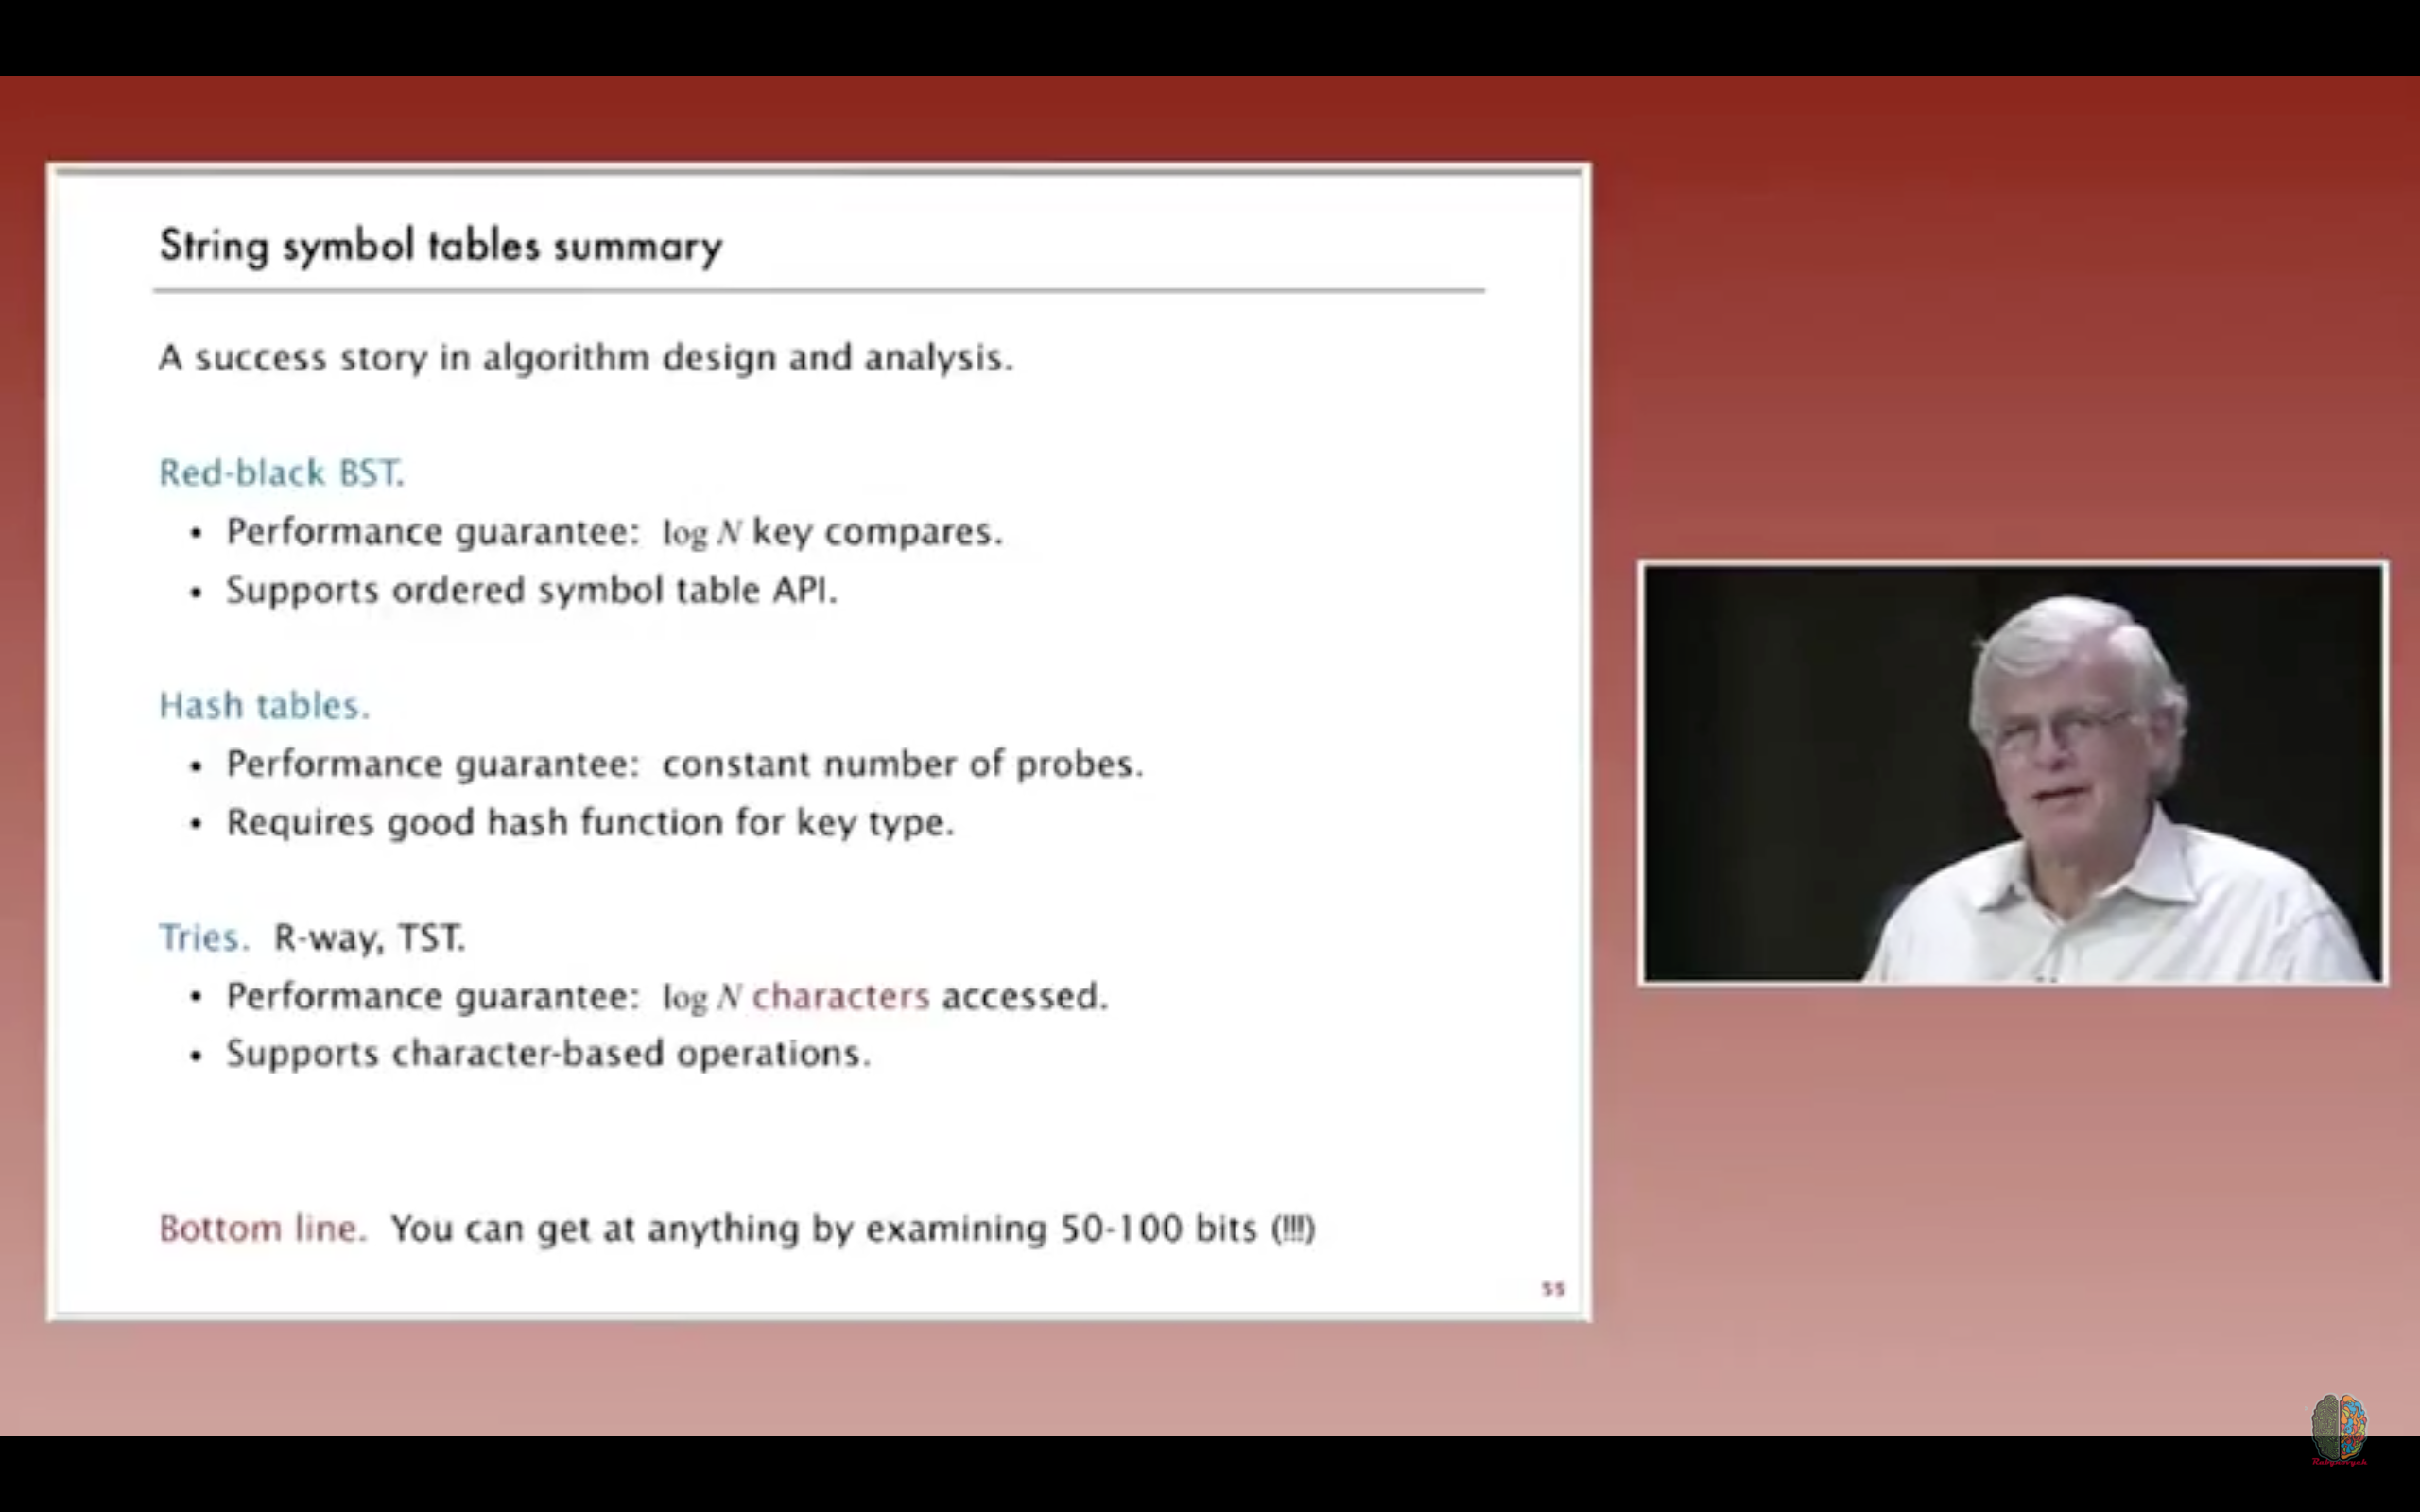 String symbol tables summary
A success story in algorithm design and analysis.
Red-black BST.
• Performance guarantee: log N key compares.
• Supports ordered symbol table API.
Hash tables.
• Performance guarantee: constant number of probes.
• Requires good hash function for key type.
Tries. R-way, TST.
• Performance guarantee: log N characters accessed.
• Supports character-based operations.
Bottom line. You can get at anything by examining 50-100 bits (!!!)
55